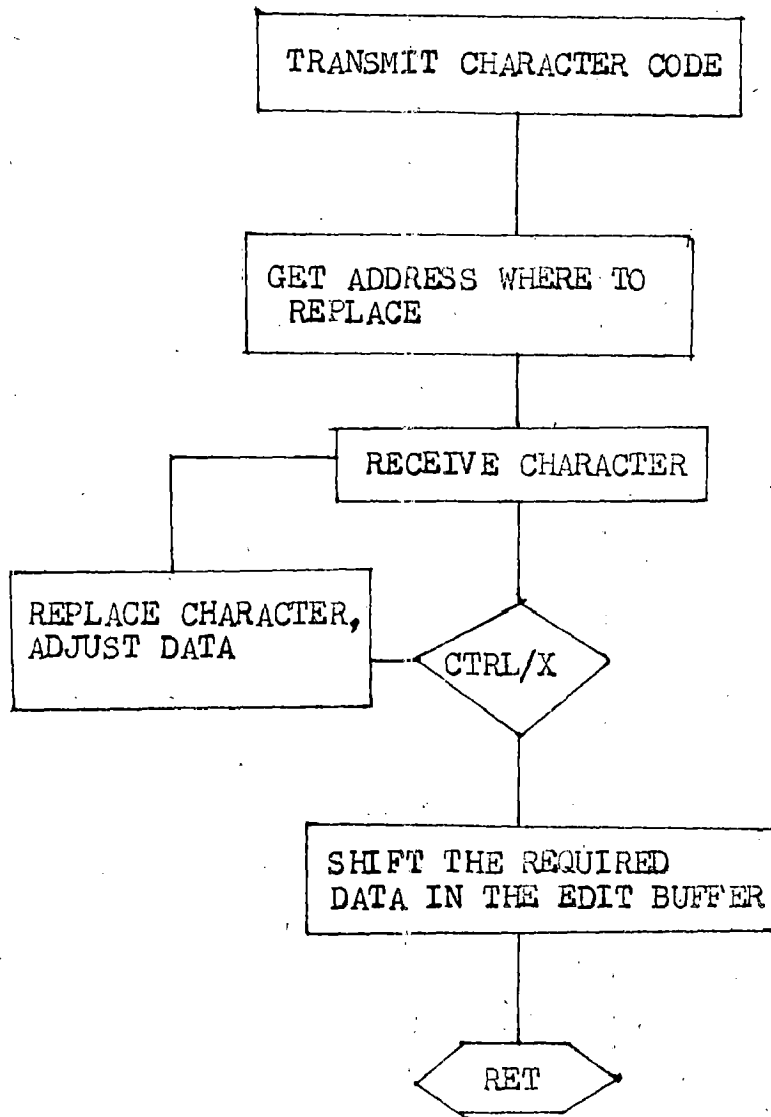 TRANSMIT CHARACTER CODE
GET ADDRESS WHERE TO
REPLACE
RECEIVE CHARACTER
REPLACE CHARACTER,
ADJUST DATA
CTRL/X
SHIFT THE REQUIRED
DATA IN THE EDIT BUFFER
RET